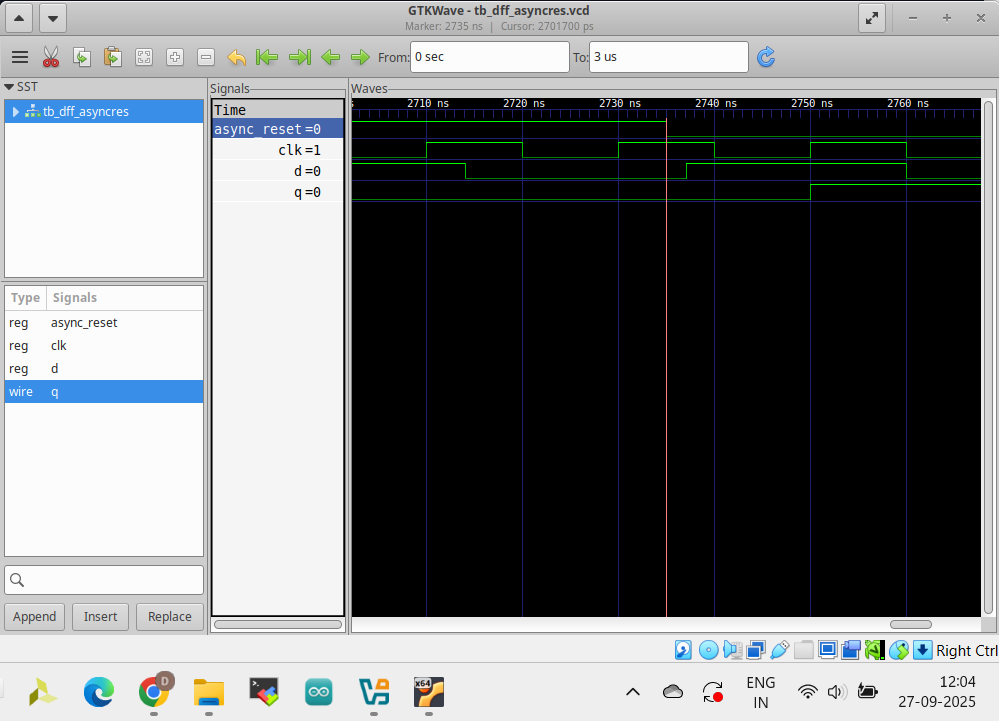 GTKWave - tb_dff_asyncres.vcd
Marker: 2735 ns | Cursor: 2701700 ps
From: 0 sec To: 3 us
SST
tb_dff_asyncres
Type Signals
reg async_reset
reg clk
reg d
wire q
Append Insert Replace
Signals
Time
async_reset=0
clk=1
d=0
q=0
Waves
s 2710 ns 2720 ns 2730 ns 2740 ns 2750 ns 2760 ns
Right Ctrl
D
X64
ENG
IN
12:04
27-09-2025